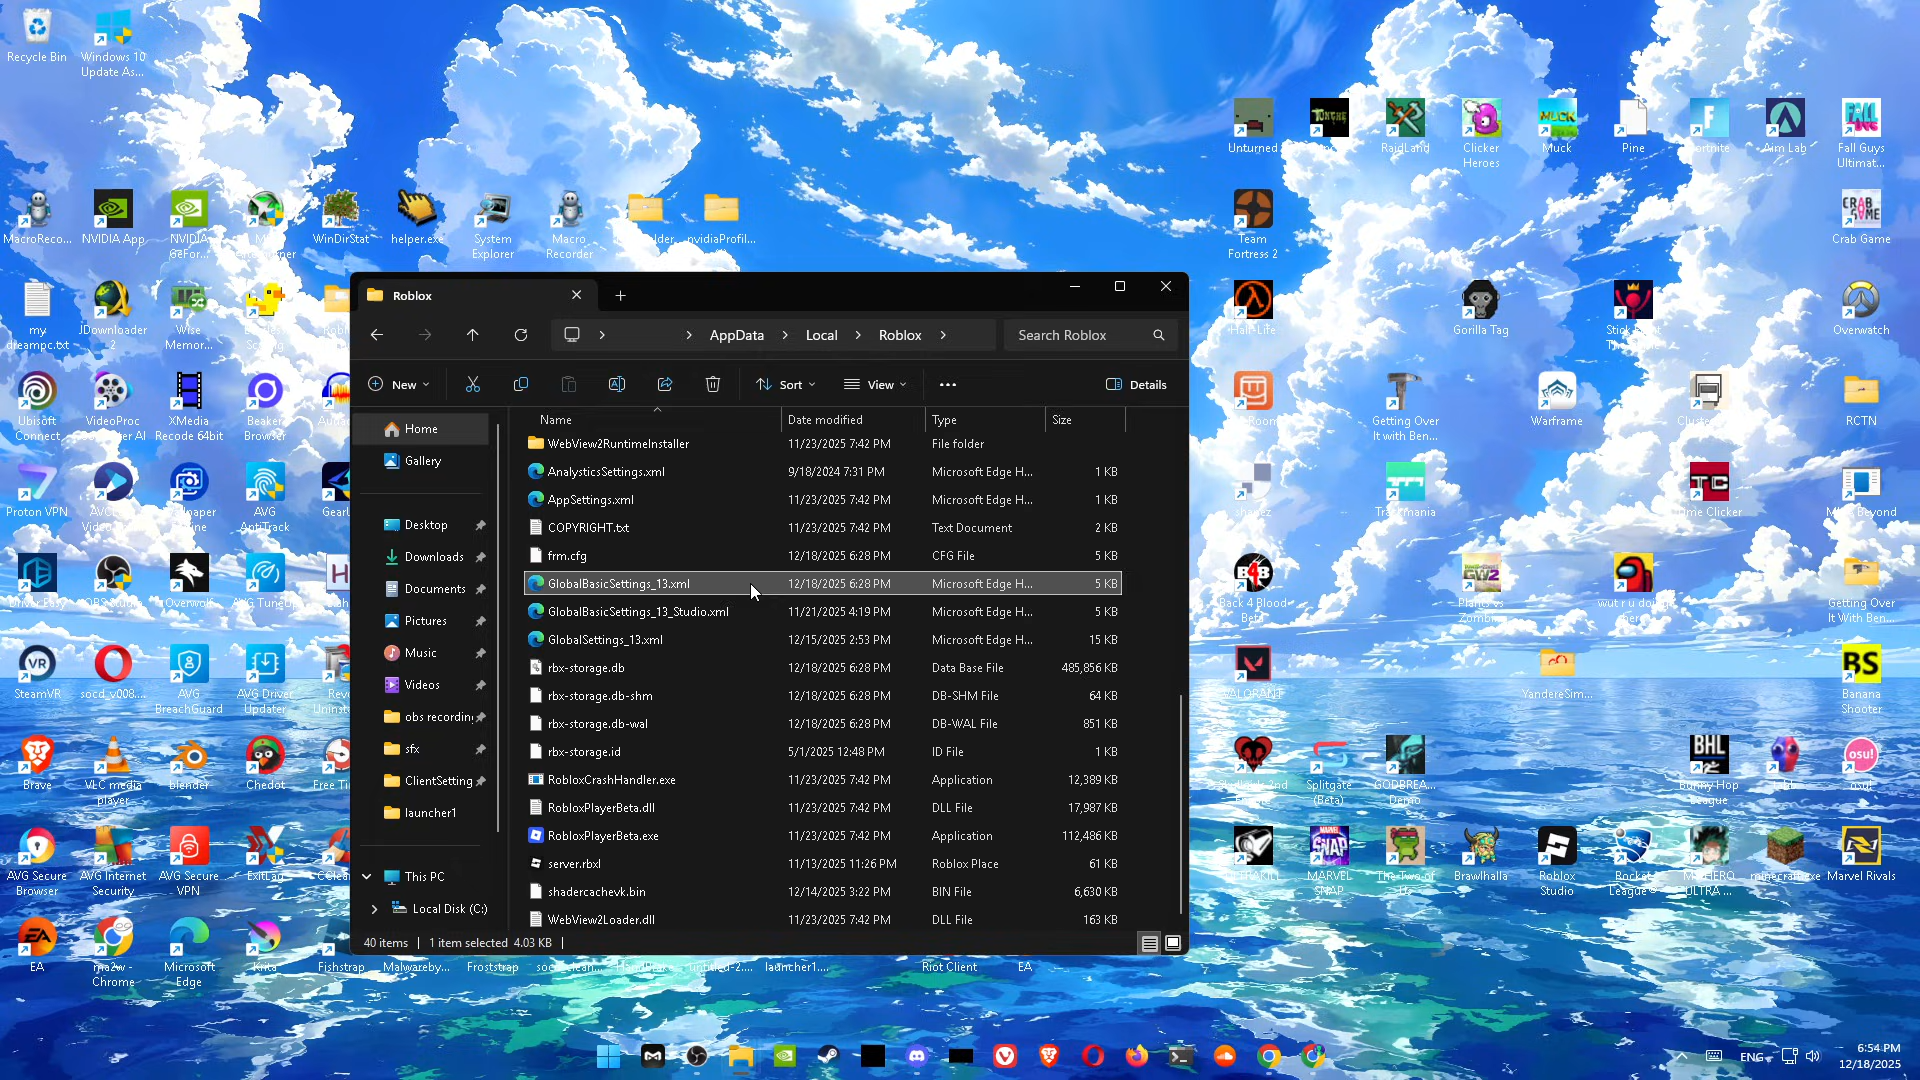 Recycle Bin
Windows 10
Update As...
Unturned
RaidLand
Clicker
Heroes
Muck
Pine
Aim Lab
Fall Guys
Ultimat...
MacroReco...
NVIDIA App
NVIDIA
GeFor...
WinDirStat
helper.exe
System
Explorer
Macro
Recorder
nvidiaProfil...
Team
Fortress 2
Crab Game
my
dreampc.txt
JDownloader
2
Wise
Memor...
Half-Life
Gorilla Tag
Overwatch
Roblox
AppData
Local
Roblox
Search Roblox
New
Sort
View
Details
Ubisoft
Connect
VideoProc
XMedia
Recode 64bit
Beaker
Browser
Getting Over
It with Ben...
Warframe
RCTN
Home
Gallery
Desktop
Downloads
Documents
Pictures
Music
Videos
obs recording
sfx
ClientSetting
launcher1
This PC
Local Disk (C:)
Name
Date modified
Type
Size
WebView2RuntimeInstaller 11/23/2025 7:42 PM File folder
AnalysticsSettings.xml 9/18/2024 7:31 PM Microsoft Edge H... 1 KB
AppSettings.xml 11/23/2025 7:42 PM Microsoft Edge H... 1 KB
COPYRIGHT.txt 11/23/2025 7:42 PM Text Document 2 KB
frm.cfg 12/18/2025 6:28 PM CFG File 5 KB
GlobalBasicSettings_13.xml 12/18/2025 6:28 PM Microsoft Edge H... 5 KB
GlobalBasicSettings_13_Studio.xml 11/21/2025 4:19 PM Microsoft Edge H... 5 KB
GlobalSettings_13.xml 12/15/2025 2:53 PM Microsoft Edge H... 15 KB
rbx-storage.db 12/18/2025 6:28 PM Data Base File 485,856 KB
rbx-storage.db-shm 12/18/2025 6:28 PM DB-SHM File 64 KB
rbx-storage.db-wal 12/18/2025 6:28 PM DB-WAL File 851 KB
rbx-storage.id 5/1/2025 12:48 PM ID File 1 KB
RobloxCrashHandler.exe 11/23/2025 7:42 PM Application 12,389 KB
RobloxPlayerBeta.dll 11/23/2025 7:42 PM DLL File 17,987 KB
RobloxPlayerBeta.exe 11/23/2025 7:42 PM Application 112,486 KB
server.rbxl 11/13/2025 11:26 PM Roblox Place 61 KB
shadercachevk.bin 12/14/2025 3:22 PM BIN File 6,630 KB
WebView2Loader.dll 11/23/2025 7:42 PM DLL File 163 KB
40 items
1 item selected 4.03 KB
Proton VPN
AVG
AntiTrack
Trackmania
Overwolf
AVG TuneUp
Back 4 Blood
Beta
Getting Over
It With Ben...
SteamVR
socd_v008....
AVG
BreachGuard
AVG Driver
Updater
VALORANT
YandereSim...
Banana
Shooter
Brave
VLC media
player
blender
Chedot
Splitgate
(Beta)
GODBREA...
Demo
Bunny Hop
League
osu!
AVG Secure
Browser
AVG Internet
Security
AVG Secure
VPN
ExitLag
MARVEL
SNAP
Brawlhalla
Roblox
Studio
Rocket
League
minecraft.exe
Marvel Rivals
EA
ma2w -
Chrome
Microsoft
Edge
Krita
Fishstrap
Malwareby...
Froststrap
untitled-2....
launcher1....
Riot Client
EA
ENG
6:54 PM
12/18/2025